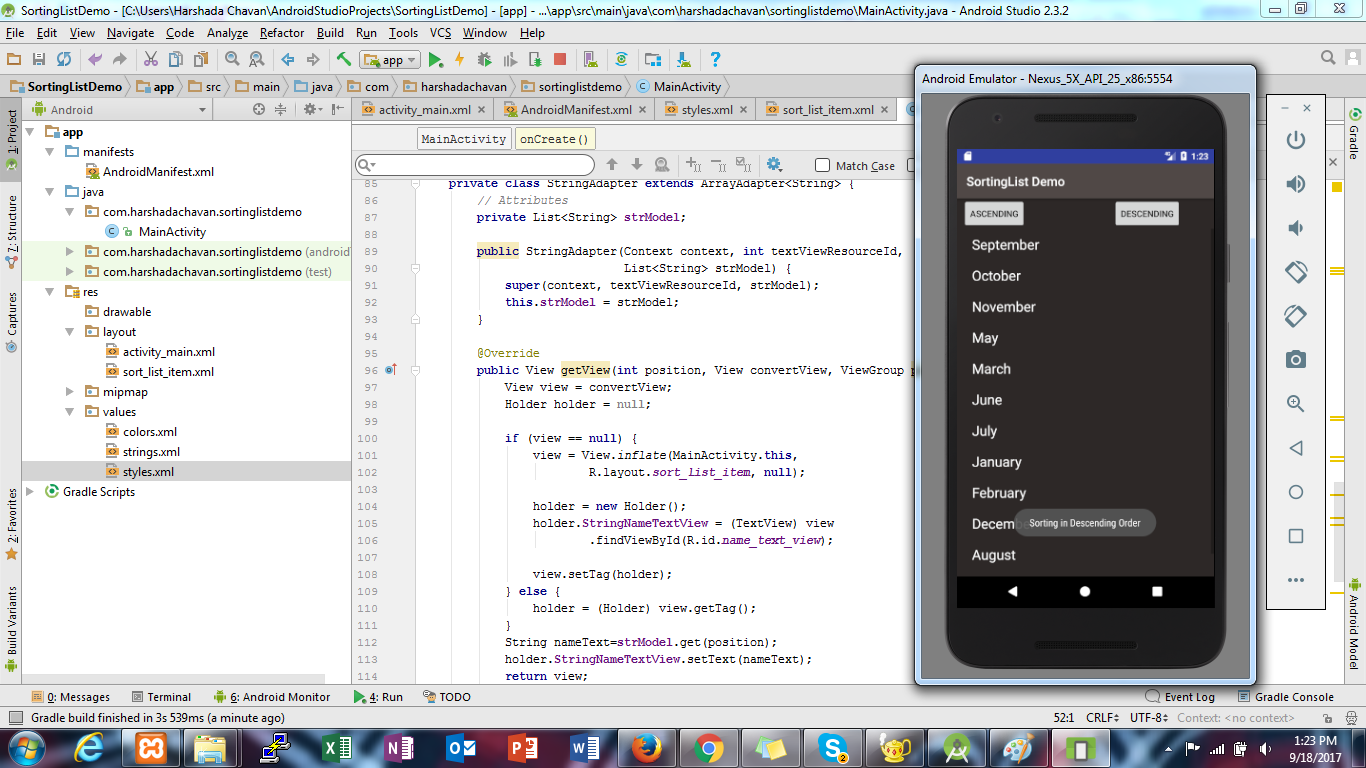 SortingListDemo - [C:\Users\Harshada Chavan\AndroidStudioProjects\SortingListDemo] - [app] - ...\app\src\main\java\com\harshadachavan\sortinglistdemo\MainActivity.java - Android Studio 2.3.2
File Edit View Navigate Code Analyze Refactor Build Run Tools VCS Window Help
app
SortingListDemo app src main java com harshadachavan sortinglistdemo MainActivity
Android
activity_main.xml AndroidManifest.xml styles.xml sort_list_item.xml
MainActivity onCreate()
Match Case
1: Project
7: Structure
Captures
2: Favorites
Build Variants
app
manifests
AndroidManifest.xml
java
com.harshadachavan.sortinglistdemo
MainActivity
com.harshadachavan.sortinglistdemo (android
com.harshadachavan.sortinglistdemo (test)
res
drawable
layout
activity_main.xml
sort_list_item.xml
mipmap
values
colors.xml
strings.xml
styles.xml
Gradle Scripts
85 private class StringAdapter extends ArrayAdapter<String> {
86 // Attributes
87 private List<String> strModel;
88
89 public StringAdapter(Context context, int textViewResourceId,
90 List<String> strModel) {
91 super(context, textViewResourceId, strModel);
92 this.strModel = strModel;
93 }
94
95 @Override
96 public View getView(int position, View convertView, ViewGroup p
97 View view = convertView;
98 Holder holder = null;
99
100 if (view == null) {
101 view = View.inflate(MainActivity.this,
102 R.layout.sort_list_item, null);
103
104 holder = new Holder();
105 holder.StringNameTextView = (TextView) view
106 .findViewById(R.id.name_text_view);
107
108 view.setTag(holder);
109 } else {
110 holder = (Holder) view.getTag();
111 }
112 String nameText=strModel.get(position);
113 holder.StringNameTextView.setText(nameText);
114 return view;
Android Emulator - Nexus_5X_API_25_x86:5554
1:23
SortingList Demo
ASCENDING DESCENDING
September
October
November
May
March
June
July
January
February
Decem
Sorting in Descending Order
August
Gradle
Android Model
0: Messages Terminal 6: Android Monitor 4: Run TODO Event Log Gradle Console
Gradle build finished in 3s 539ms (a minute ago) 52:1 CRLF UTF-8 Context: <no context>
1:23 PM
9/18/2017